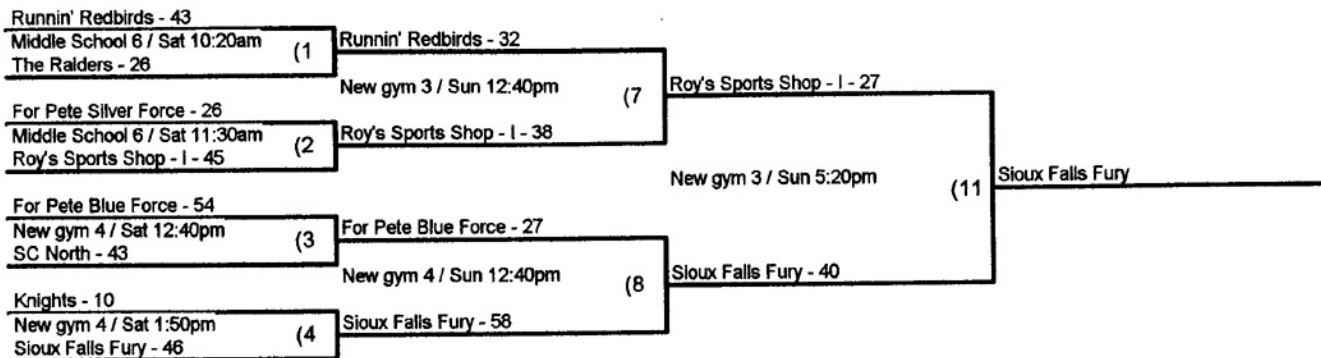 Runnin' Redbirds - 43
Middle School 6 / Sat 10:20am
(1
The Raiders - 26
Runnin' Redbirds - 32
New gym 3 / Sun 12:40pm
(7
For Pete Silver Force - 26
Middle School 6 / Sat 11:30am
(2
Roy's Sports Shop - I - 45
Roy's Sports Shop - I - 38
Roy's Sports Shop - I - 27
New gym 3 / Sun 5:20pm
(11
Sioux Falls Fury
For Pete Blue Force - 54
New gym 4 / Sat 12:40pm
(3
SC North - 43
For Pete Blue Force - 27
New gym 4 / Sun 12:40pm
(8
Sioux Falls Fury - 40
Knights - 10
New gym 4 / Sat 1:50pm
(4
Sioux Falls Fury - 46
Sioux Falls Fury - 58